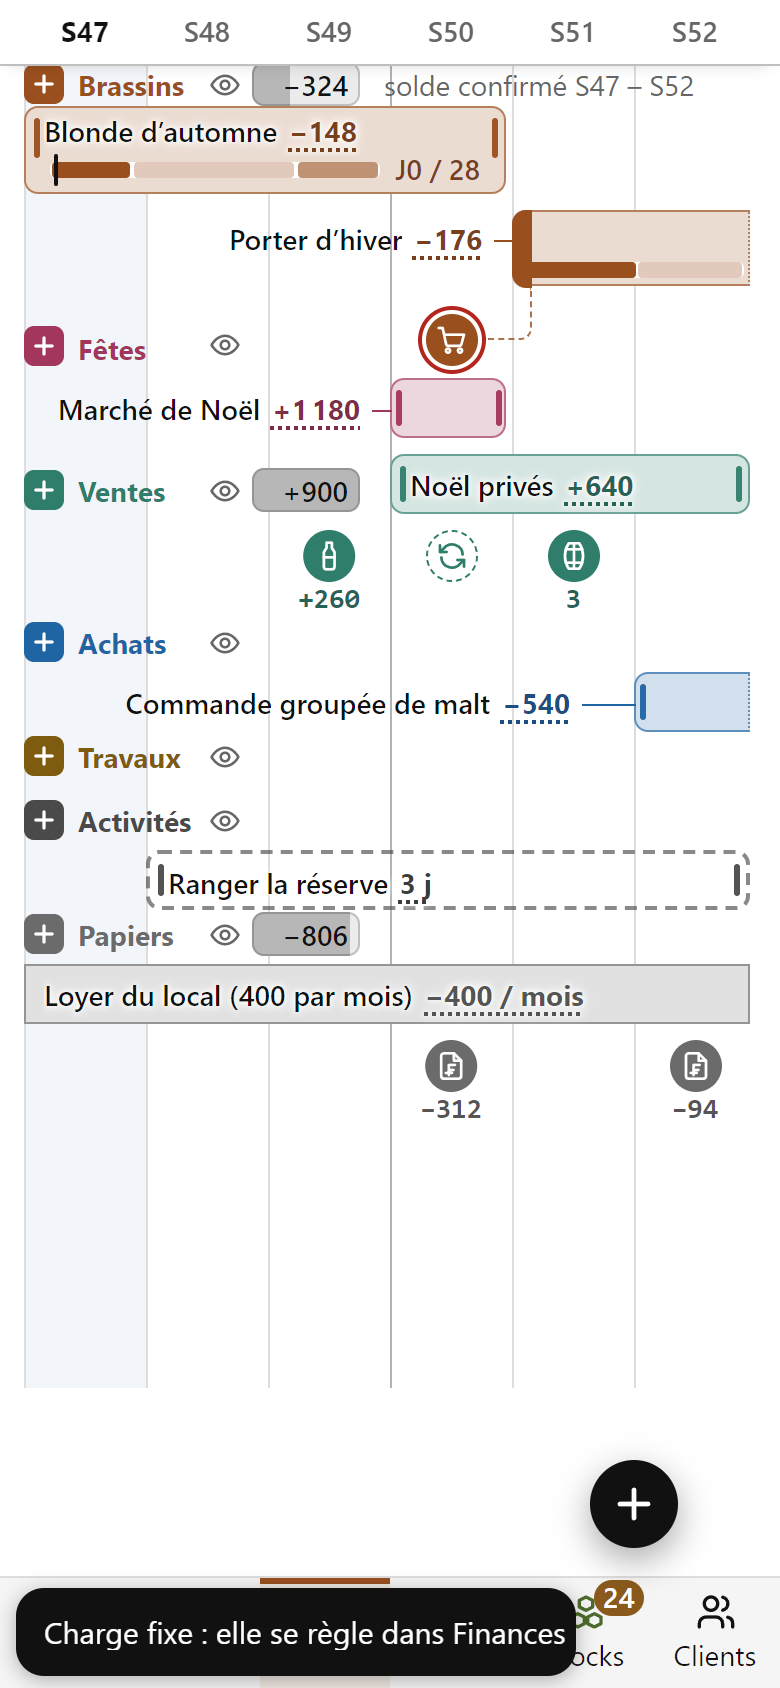 S47 S48 S49 S50 S51 S52
Brassins −324 solde confirmé S47 – S52
Blonde d’automne −148
J0 / 28
Porter d’hiver −176
Fêtes
Marché de Noël +1 180
Ventes +900
Noël privés +640
+260 3
Achats
Commande groupée de malt −540
Travaux
Activités
Ranger la réserve 3 j
Papiers −806
Loyer du local (400 par mois) −400 / mois
−312 −94
24
Charge fixe : elle se règle dans Finances
ocks Clients